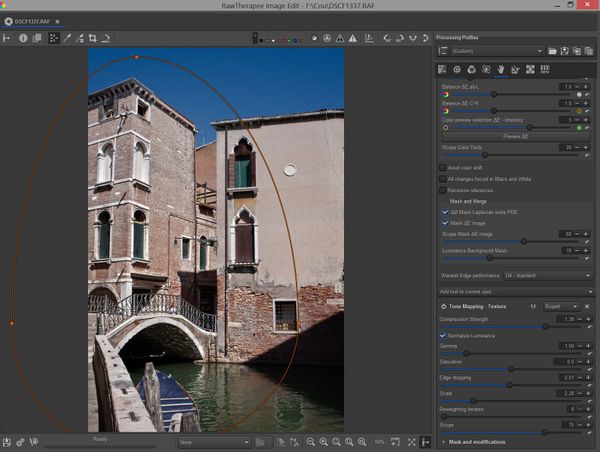 RawTherapee Image Edit - F:\Cou\DSCF1337.RAF
DSCF1337.RAF
Processing Profiles
(Custom)
Balance ΔE ab-L 1.0
Balance ΔE C-H 1.0
Color preview selection ΔE - intensity 5
Preview ΔE
Scope Color Tools 30
Avoid color shift
All changes forced in Black and White
Recursive references
Mask and Merge
Mask Laplacian solve PDE
Mask ΔE Image
Scope Mask ΔE Image 60
Luminance Background Mask 10
Wavelet Edge performance: D4 - standard
Add tool to current spot...
Tone Mapping - Texture 1:1 Expert
Compression Strength 1.39
Normalize Luminance
Gamma 1.00
Saturation 0.0
Edge stopping 2.01
Scale 2.28
Reweighting iterates 0
Scope 75
Mask and modifications
Ready
None
16%